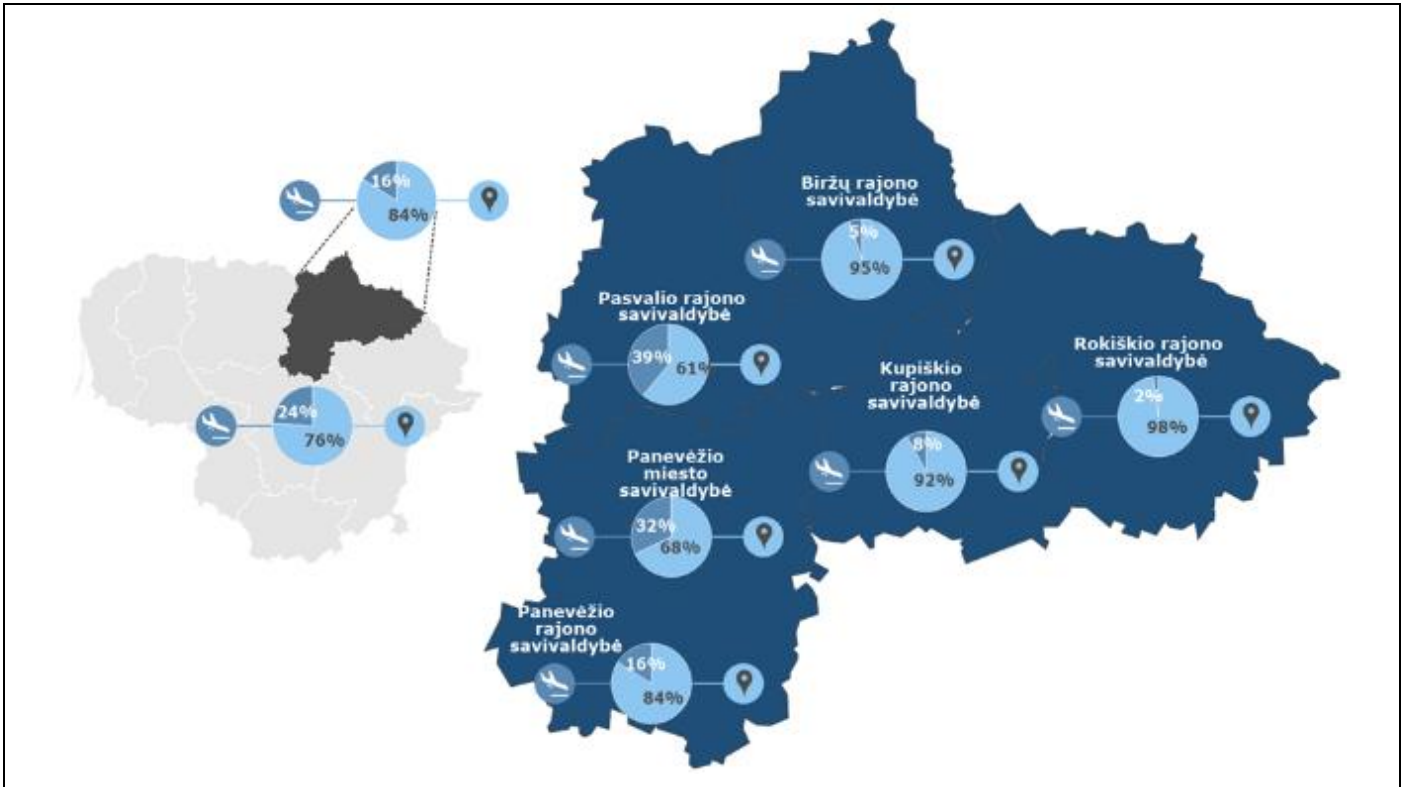 16%
84%
24%
76%
Biržų rajono
savivaldybė
5%
95%
Pasvalio rajono
savivaldybė
39%
61%
Rokiškio rajono
savivaldybė
2%
98%
Kupiškio
rajono
savivaldybė
8%
92%
Panevėžio
miesto
savivaldybė
32%
68%
Panevėžio
rajono
savivaldybė
16%
84%